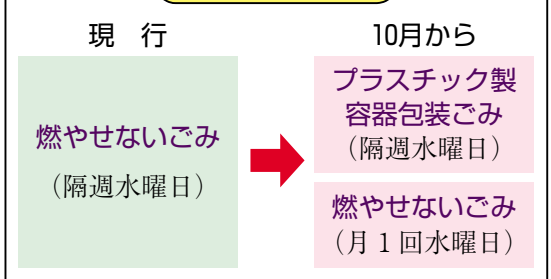 現　行
燃やせないごみ
（隔週水曜日）
10月から
プラスチック製
容器包装ごみ
（隔週水曜日）
燃やせないごみ
（月１回水曜日）